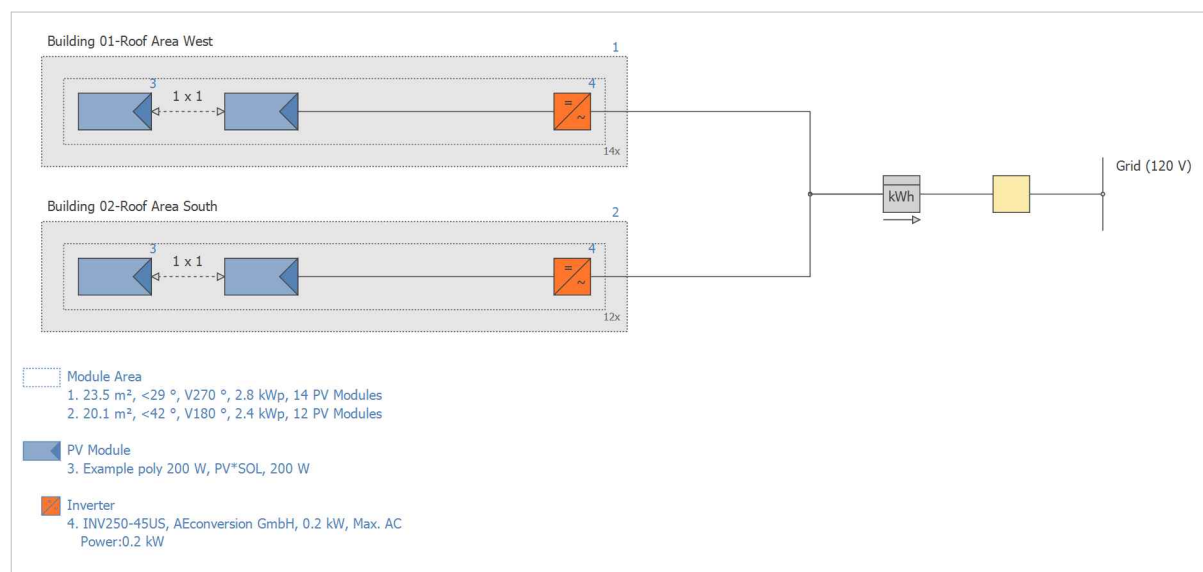 Building 01-Roof Area West
1
3
4
1 x 1
=
~
14x
Grid (120 V)
kWh
Building 02-Roof Area South
2
3
4
1 x 1
=
~
12x
Module Area
1. 23.5 m², <29 °, V270 °, 2.8 kWp, 14 PV Modules
2. 20.1 m², <42 °, V180 °, 2.4 kWp, 12 PV Modules
PV Module
3. Example poly 200 W, PV*SOL, 200 W
Inverter
4. INV250-45US, AEconversion GmbH, 0.2 kW, Max. AC
Power:0.2 kW